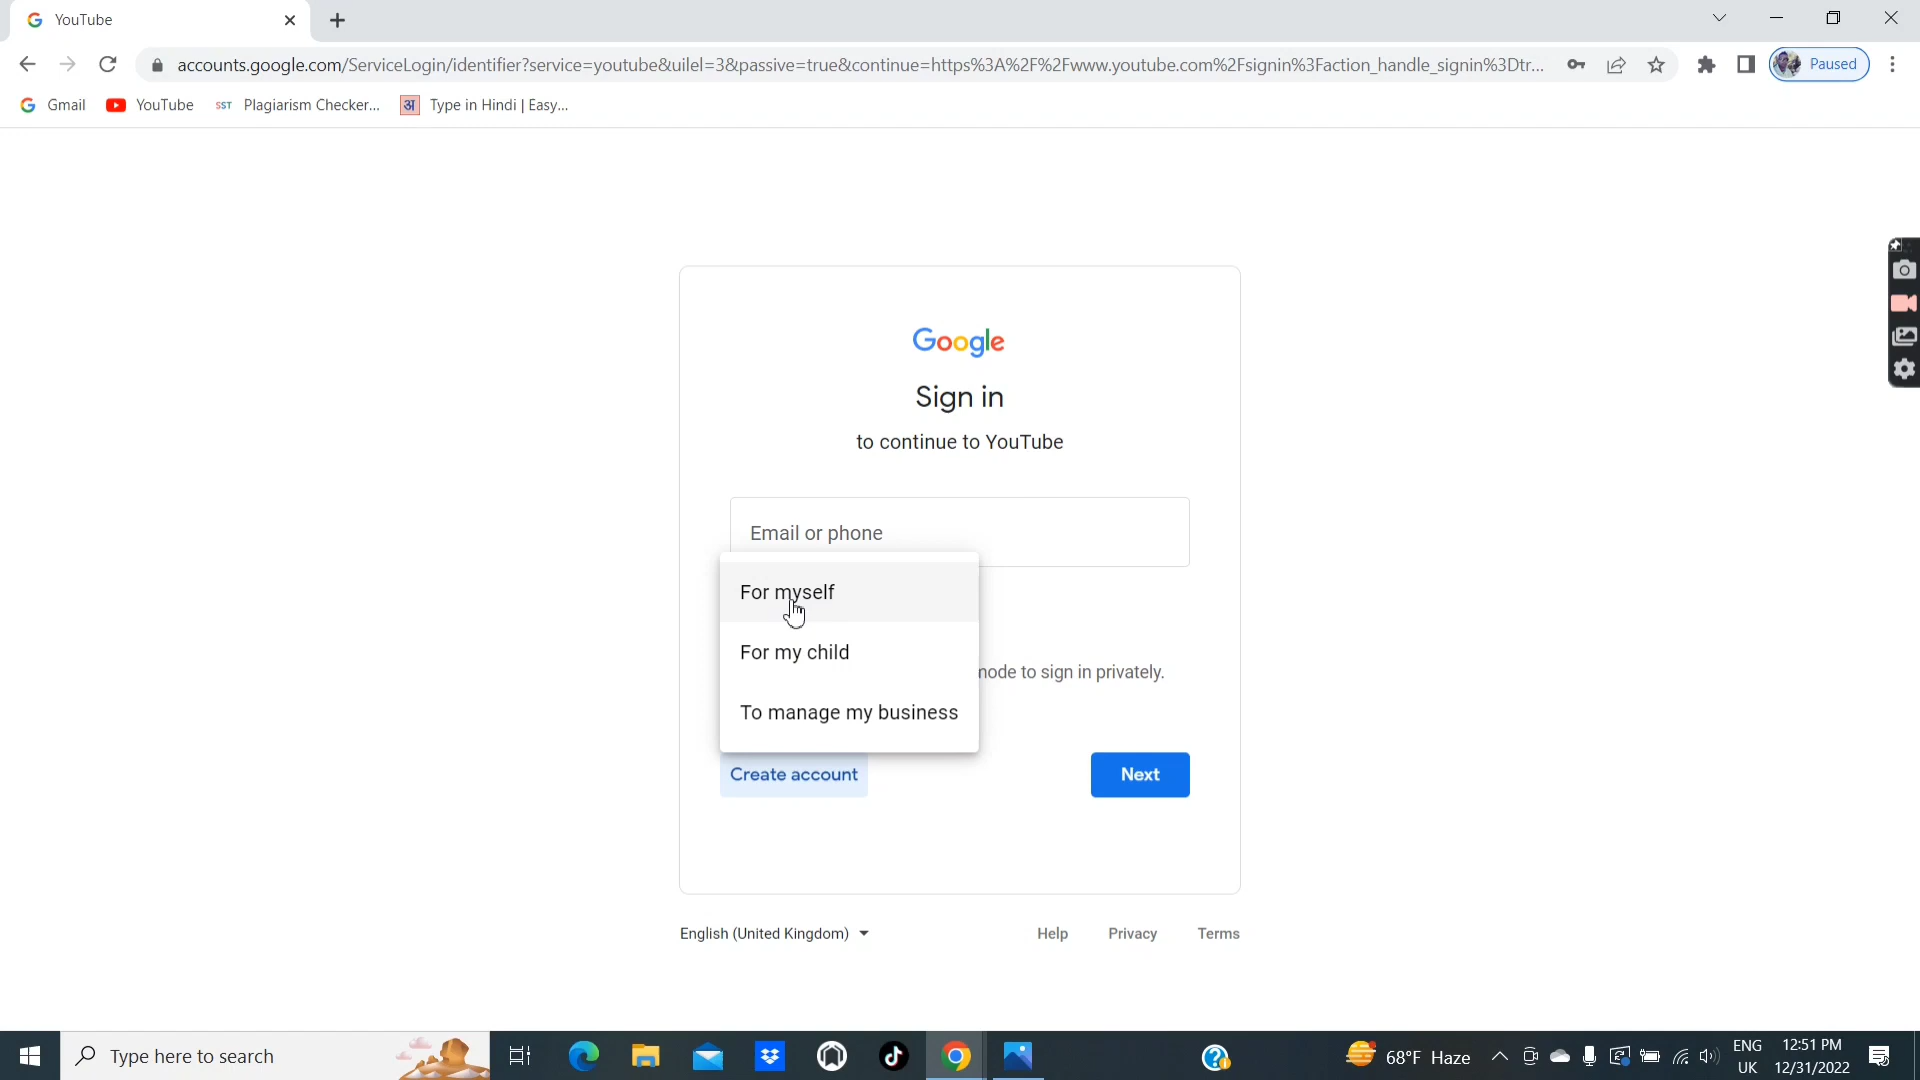 YouTube
accounts.google.com/ServiceLogin/identifier?service=youtube&uilel=3&passive=true&continue=https%3A%2F%2Fwww.youtube.com%2Fsignin%3Faction_handle_signin%3Dtr...
Paused
Gmail
YouTube
SST Plagiarism Checker...
अ Type in Hindi | Easy...
Google
Sign in
to continue to YouTube
Email or phone
For myself
For my child
mode to sign in privately.
To manage my business
Create account
Next
English (United Kingdom)
Help
Privacy
Terms
Type here to search
68°F Haze
ENG
UK
12:51 PM
12/31/2022